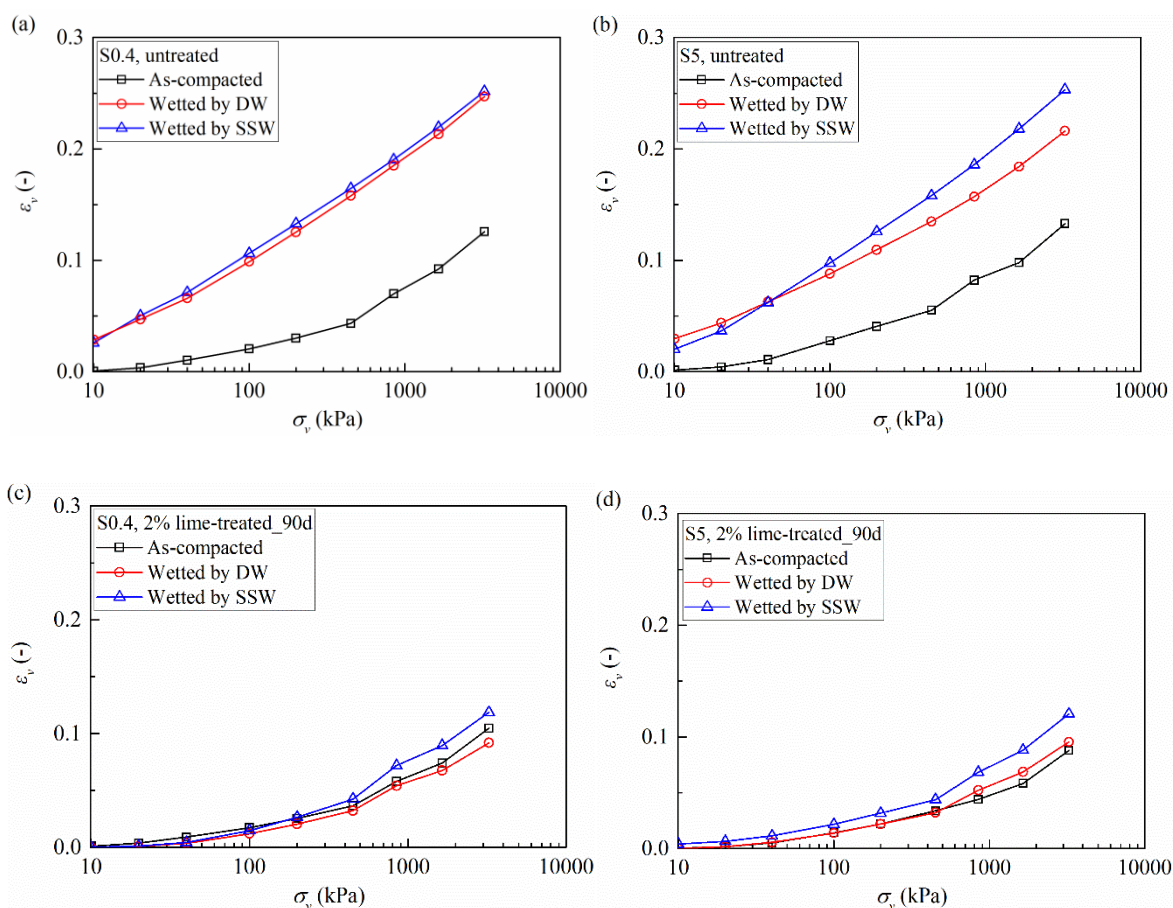 (a)
0.3
S0.4, untreated
As-compacted
Wetted by DW
Wetted by SSW
0.2
εv (-)
0.1
0.0
10 100 1000 10000
σv (kPa)
(b)
0.3
S5, untreated
As-compacted
Wetted by DW
Wetted by SSW
0.2
εv (-)
0.1
0.0
10 100 1000 10000
σv (kPa)
(c)
0.3
S0.4, 2% lime-treated_90d
As-compacted
Wetted by DW
Wetted by SSW
0.2
εv (-)
0.1
0.0
10 100 1000 10000
σv (kPa)
(d)
0.3
S5, 2% lime-treated_90d
As-compacted
Wetted by DW
Wetted by SSW
0.2
εv (-)
0.1
0.0
10 100 1000 10000
σv (kPa)